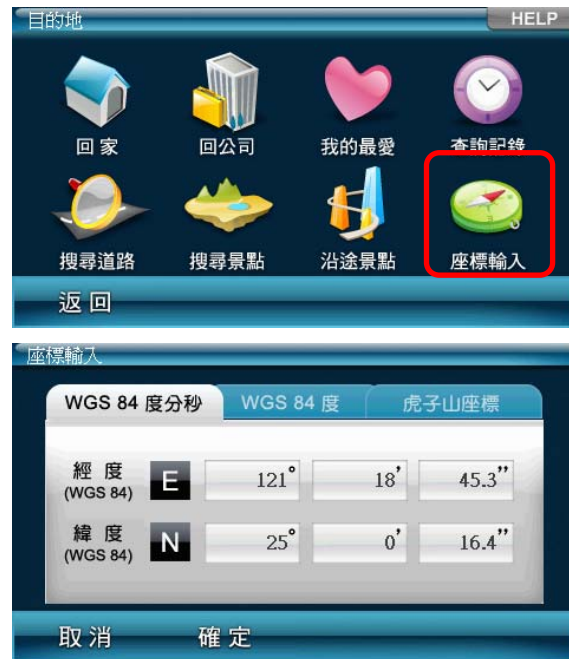 目的地 HELP
回家 回公司 我的最愛 查詢記錄
搜尋道路 搜尋景點 沿途景點 座標輸入
返回
座標輸入
WGS 84 度分秒 WGS 84 度 虎子山座標
經度 E 121° 18' 45.3"
(WGS 84)
緯度 N 25° 0' 16.4"
(WGS 84)
取消 確定